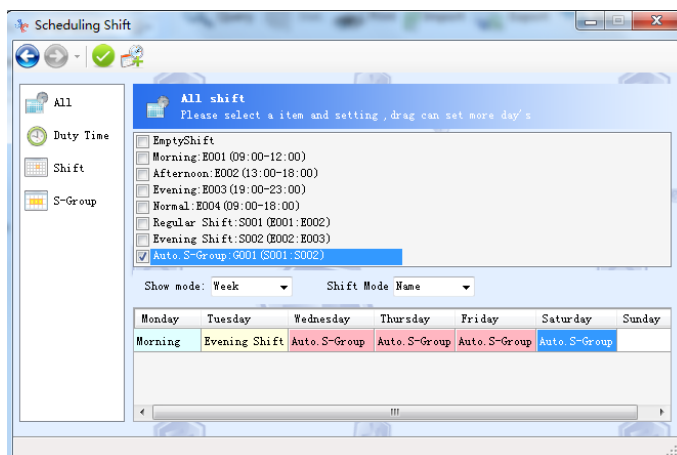 Scheduling Shift
All shift
Please select a item and setting ,drag can set more day's
All
Duty Time
Shift
S-Group
EmptyShift
Morning:E001(09:00-12:00)
Afternoon:E002(13:00-18:00)
Evening:E003(19:00-23:00)
Normal:E004(09:00-18:00)
Regular Shift:S001(E001:E002)
Evening Shift:S002(E002:E003)
Auto.S-Group:G001(S001:S002)
Show mode: Week Shift Mode Name
Monday Tuesday Wednesday Thursday Friday Saturday Sunday
Morning Evening Shift Auto.S-Group Auto.S-Group Auto.S-Group Auto.S-Group